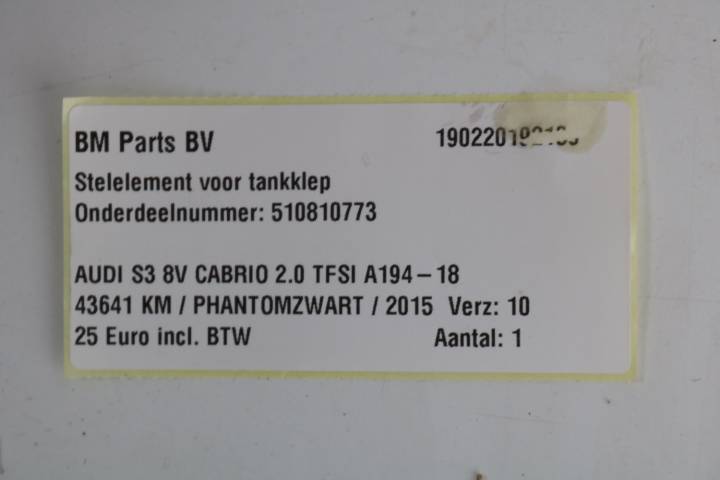 BM Parts BV
Stelelement voor tankklep
Onderdeelnummer: 510810773
AUDI S3 8V CABRIO 2.0 TFSI A194-18
43641 KM / PHANTOMZWART / 2015 Verz: 10
25 Euro incl. BTW Aantal: 1